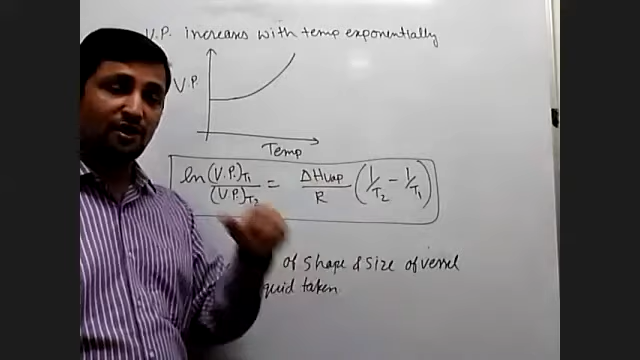 V.P. increases with temp exponentially
V.P.
Temp
ln (V.P.)T1 / (V.P.)T2 = ΔHvap / R (1/T2 - 1/T1)
of shape & size of vessel
quid taken